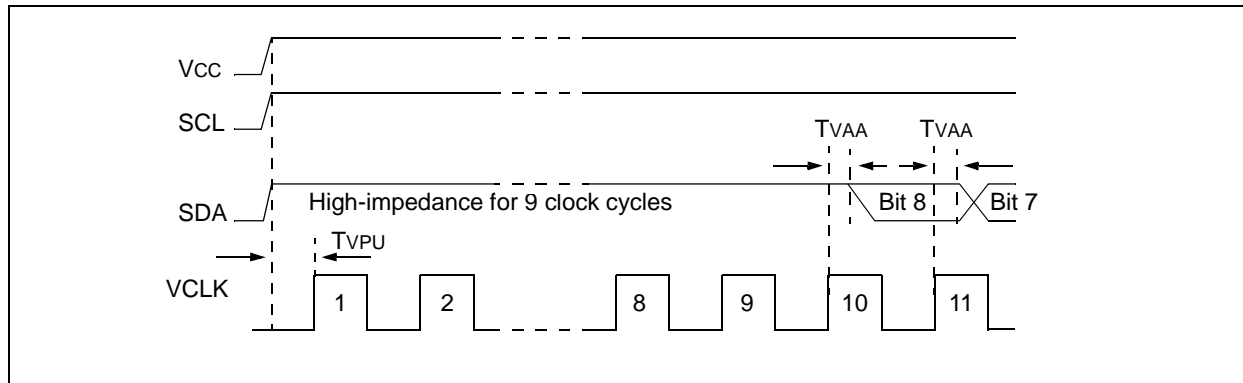 VCC
SCL
TVAA TVAA
SDA High-impedance for 9 clock cycles Bit 8 Bit 7
TVPU
VCLK 1 2 8 9 10 11